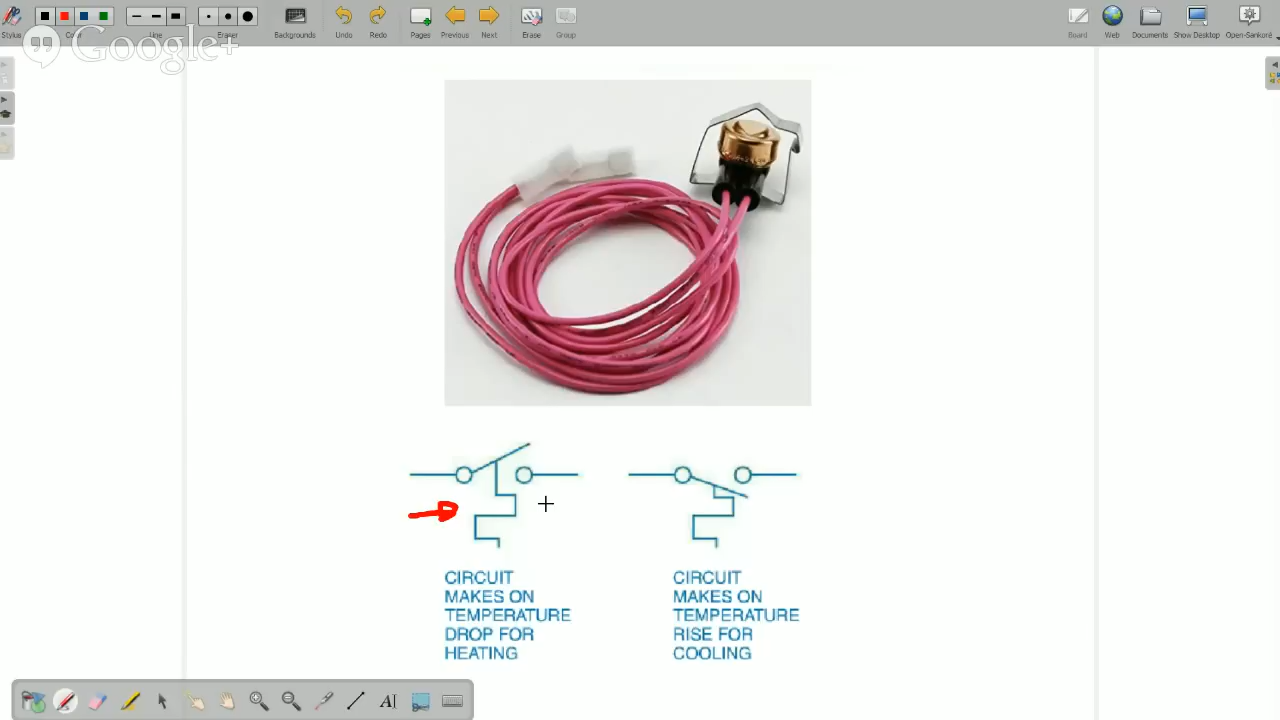 Stylus
Color
Line
Eraser
Backgrounds
Undo
Redo
Pages
Previous
Next
Erase
Group
Board
Web
Documents
Show Desktop
Open-Sankoré
Google+
CIRCUIT
MAKES ON
TEMPERATURE
DROP FOR
HEATING
CIRCUIT
MAKES ON
TEMPERATURE
RISE FOR
COOLING
AI